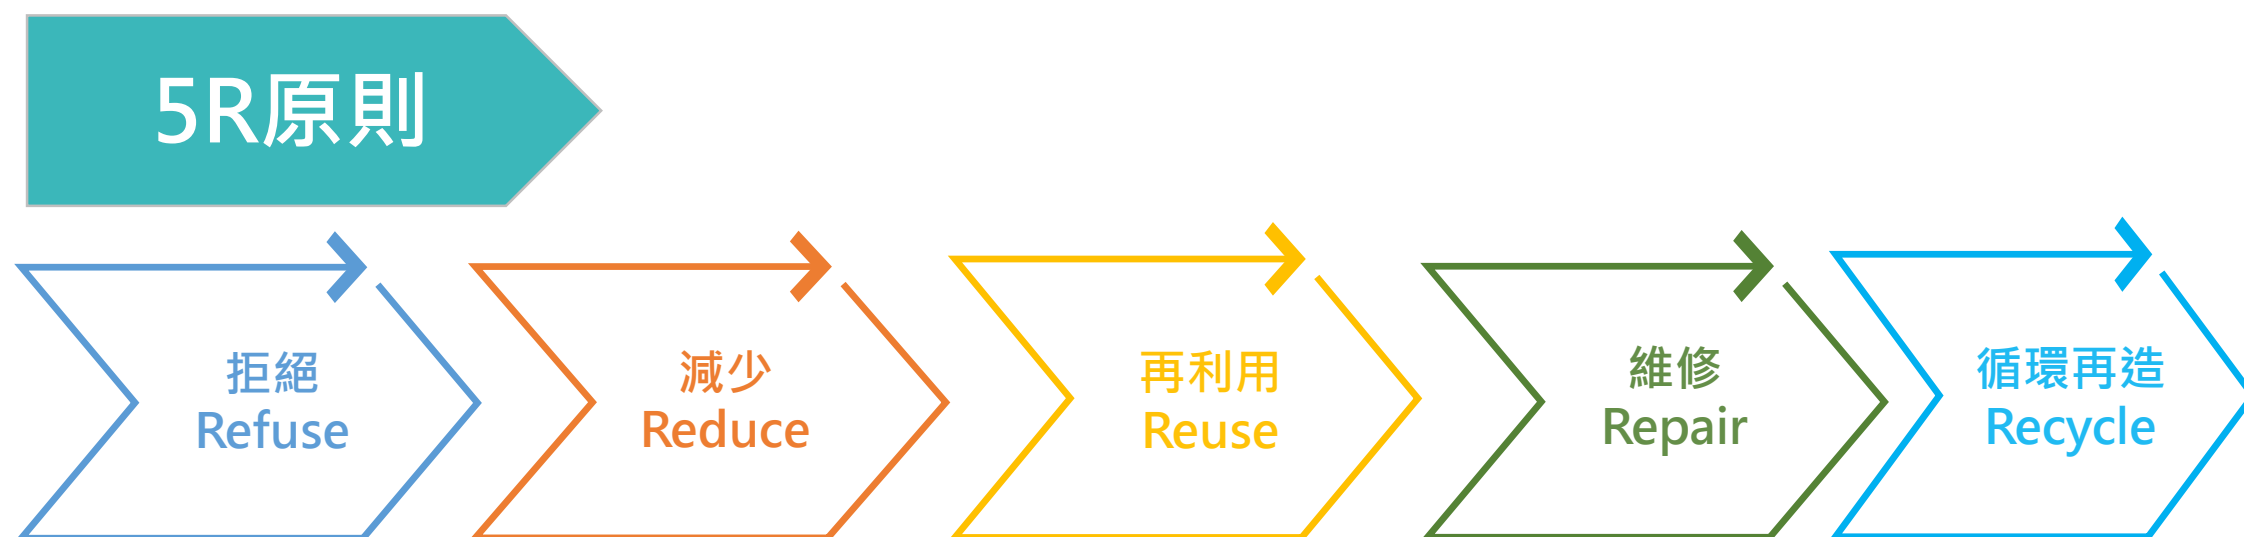 5R原則
拒絕
Refuse
減少
Reduce
再利用
Reuse
維修
Repair
循環再造
Recycle